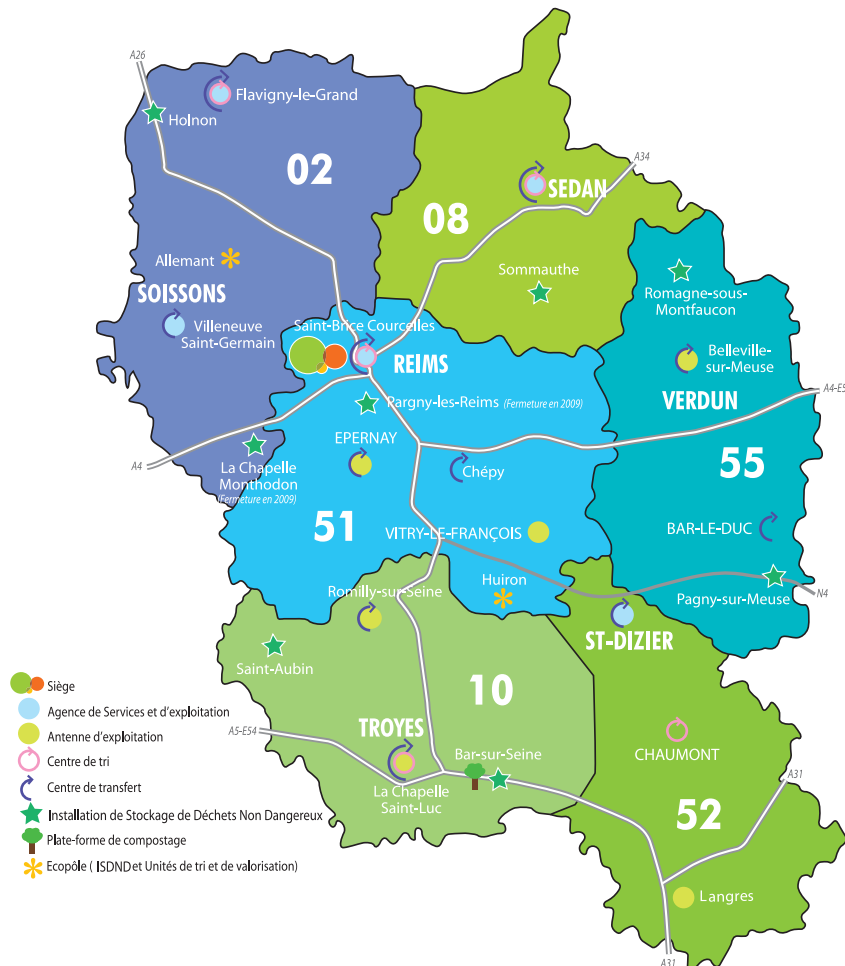 A26
Flavigny-le-Grand
Holnon
02
A34
SEDAN
08
Allemant
Sommauthe
Romagne-sous-
Montfaucon
SOISSONS
Villeneuve
Saint-Germain
Saint-Brice Courcelles
REIMS
Belleville-
sur-Meuse
VERDUN
A4-E5
Pargny-les-Reims (Fermeture en 2009)
EPERNAY
A4
La Chapelle
Monthodon
(Fermeture en 2009)
Chépy
55
51
VITRY-LE-FRANÇOIS
BAR-LE-DUC
Huiron
Romilly-sur-Seine
Pagny-sur-Meuse
N4
ST-DIZIER
Saint-Aubin
10
A5-E54
TROYES
Bar-sur-Seine
La Chapelle
Saint-Luc
CHAUMONT
A31
52
Langres
A31
Siège
Agence de Services et d'exploitation
Antenne d'exploitation
Centre de tri
Centre de transfert
Installation de Stockage de Déchets Non Dangereux
Plate-forme de compostage
Ecopôle ( ISDND et Unités de tri et de valorisation)